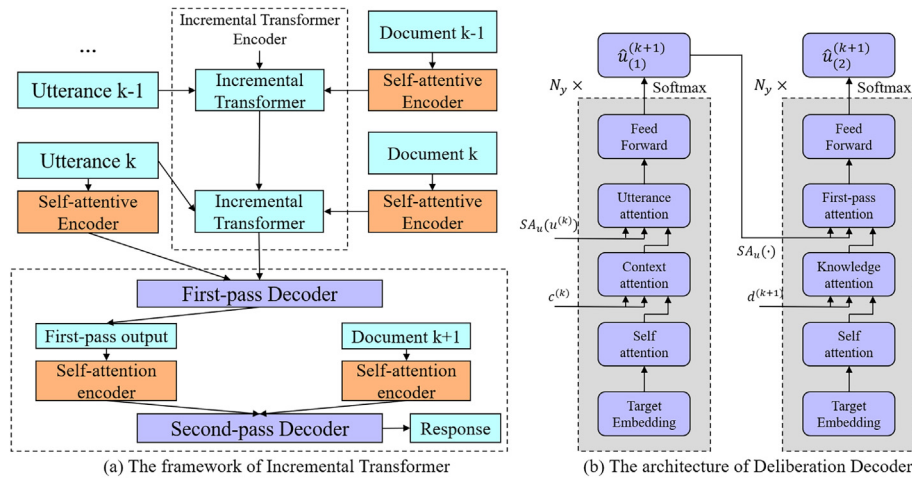 Incremental Transformer
Encoder
...
Utterance k-1
Incremental
Transformer
Document k-1
Self-attentive
Encoder
Utterance k
Self-attentive
Encoder
Incremental
Transformer
Document k
Self-attentive
Encoder
First-pass Decoder
First-pass output
Self-attention
encoder
Document k+1
Self-attention
encoder
Second-pass Decoder
Response
(a) The framework of Incremental Transformer
û₍₁₎⁽ᵏ⁺¹⁾
N_y ×
Softmax
Feed
Forward
Utterance
attention
SA_u(u⁽ᵏ⁾)
Context
attention
c⁽ᵏ⁾
Self
attention
Target
Embedding
û₍₂₎⁽ᵏ⁺¹⁾
N_y ×
Softmax
Feed
Forward
First-pass
attention
SA_u(·)
Knowledge
attention
d⁽ᵏ⁺¹⁾
Self
attention
Target
Embedding
(b) The architecture of Deliberation Decoder